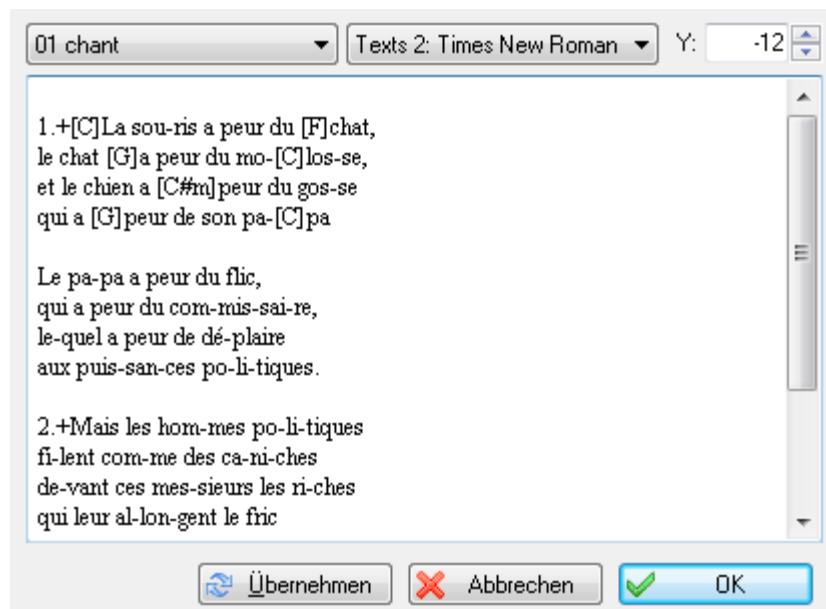 01 chant Texts 2: Times New Roman Y: -12
1.+[C]La sou-ris a peur du [F]chat,
le chat [G]a peur du mo-[C]los-se,
et le chien a [C#m]peur du gos-se
qui a [G]peur de son pa-[C]pa
Le pa-pa a peur du flic,
qui a peur du com-mis-sai-re,
le-quel a peur de dé-plaire
aux puis-san-ces po-li-tiques.
2.+Mais les hom-mes po-li-tiques
fi-lent com-me des ca-ni-ches
de-vant ces mes-sieurs les ri-ches
qui leur al-lon-gent le fric
Übernehmen Abbrechen OK